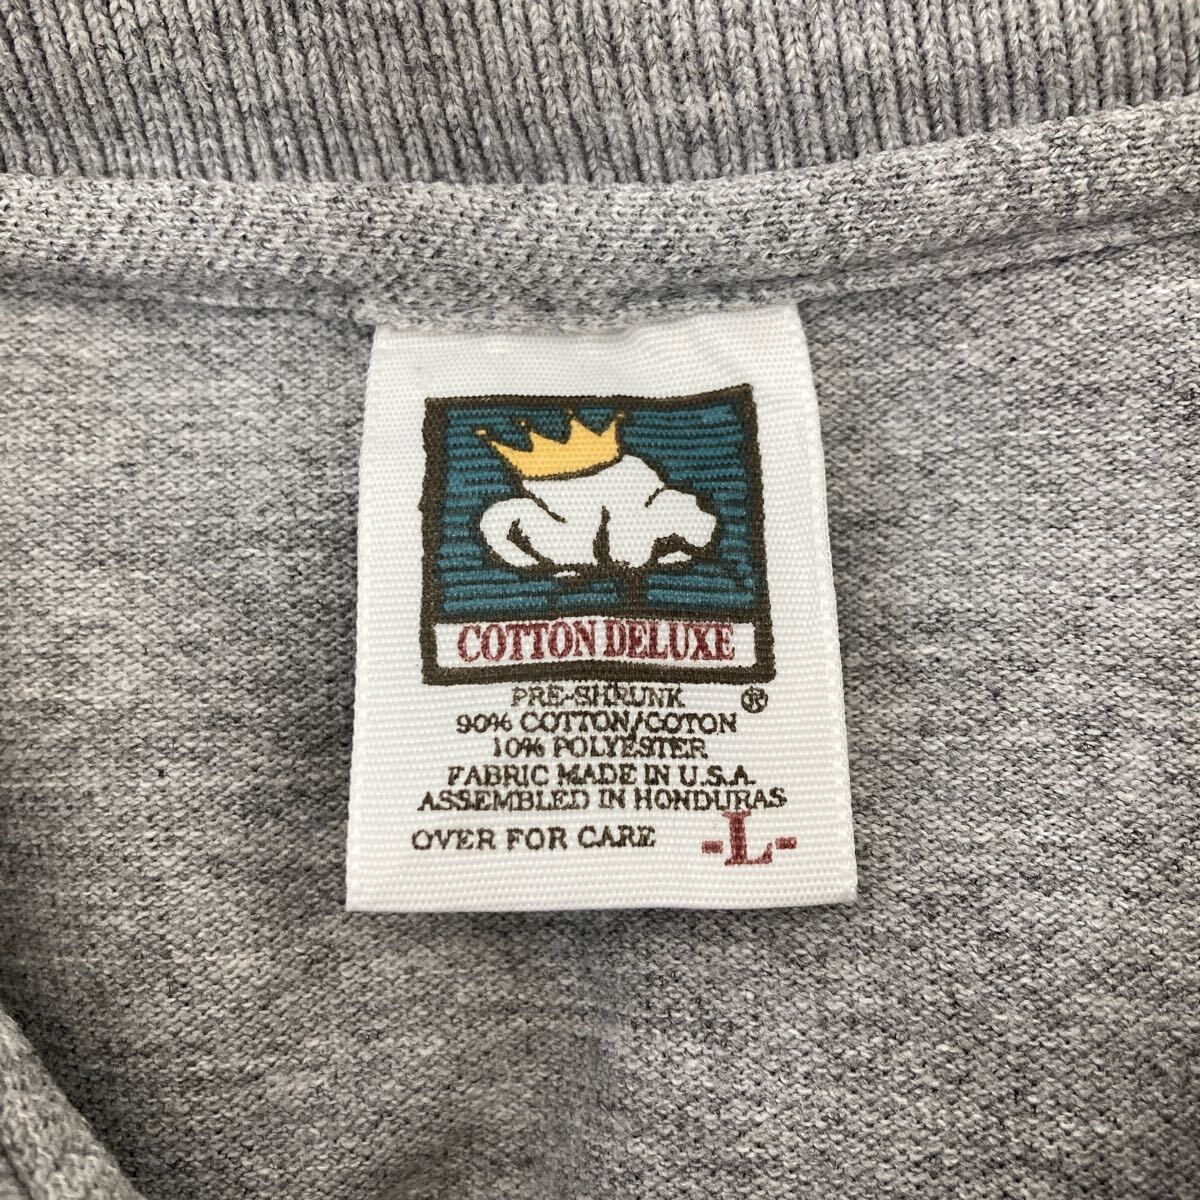 COTTON DELUXE
PRE-SHRUNK ®
90% COTTON/COTON
10% POLYESTER
FABRIC MADE IN U.S.A.
ASSEMBLED IN HONDURAS
OVER FOR CARE -L-